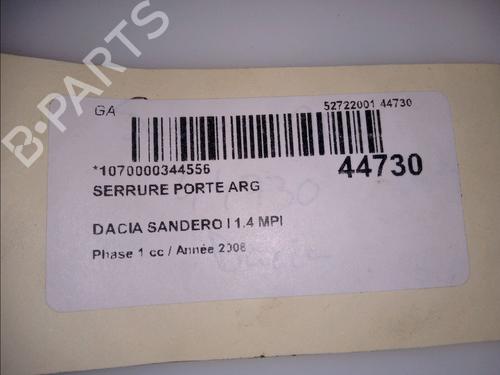 B-PARTS
GA
52722001 44730
*1070000344556
44730
SERRURE PORTE ARG
DACIA SANDERO I 1.4 MPI
Phase 1 cc / Année 2008